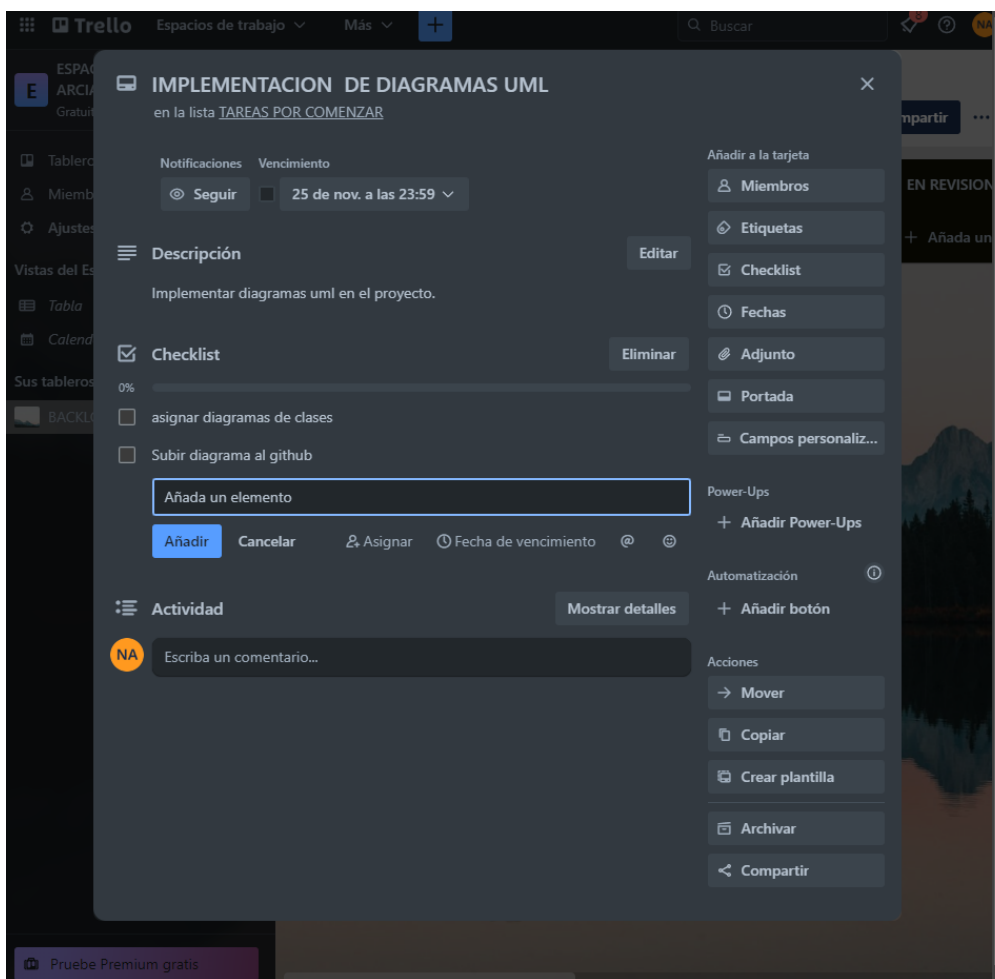 Trello Espacios de trabajo Más + Buscar 8 NA
E ESPA
ARCIA
Gratuit
Tablero
Miemb
Ajustes
Vistas del Es
Tabla
Calend
Sus tableros
BACKL
IMPLEMENTACION DE DIAGRAMAS UML
en la lista TAREAS POR COMENZAR
Notificaciones Vencimiento
Seguir 25 de nov. a las 23:59
Descripción Editar
Implementar diagramas uml en el proyecto.
Checklist Eliminar
0%
asignar diagramas de clases
Subir diagrama al github
Añada un elemento
Añadir Cancelar Asignar Fecha de vencimiento @
Actividad Mostrar detalles
NA Escriba un comentario...
Añadir a la tarjeta
Miembros
Etiquetas
Checklist
Fechas
Adjunto
Portada
Campos personaliz...
Power-Ups
+ Añadir Power-Ups
Automatización
+ Añadir botón
Acciones
Mover
Copiar
Crear plantilla
Archivar
Compartir
mpartir ...
EN REVISION
+ Añada un
Pruebe Premium gratis